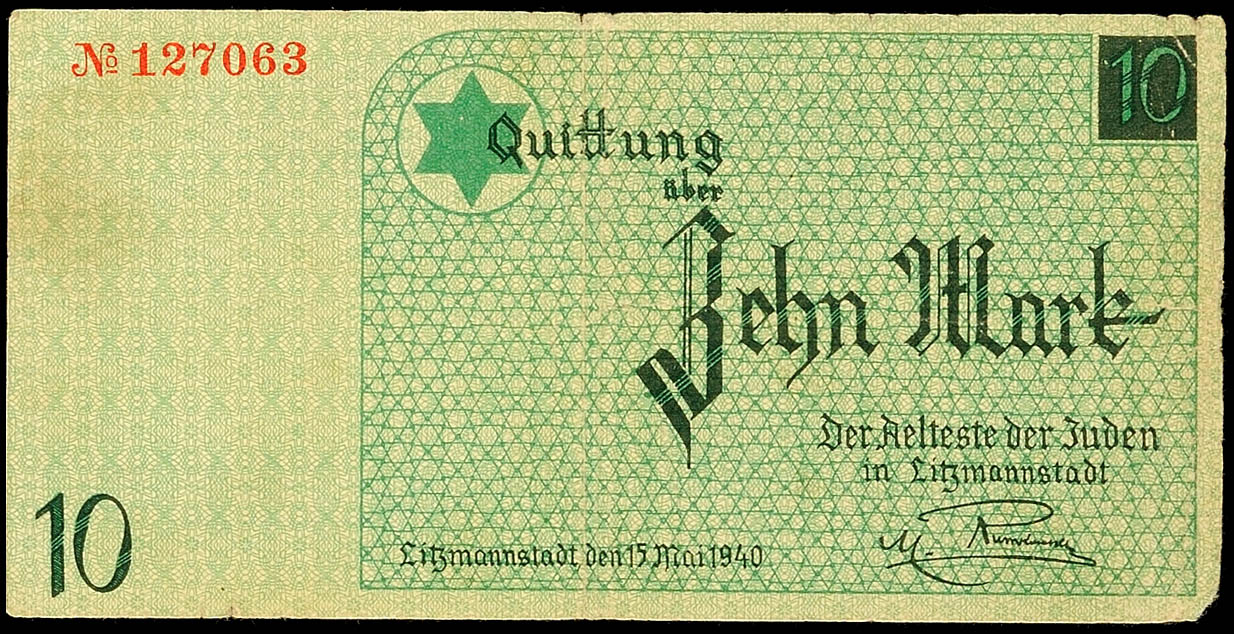 № 127063
10
Quittung
über
Zehn Mark
Der Aelteste der Juden
in Litzmannstadt
Litzmannstadt den 15 Mai 1940
M. Rumkowski
10